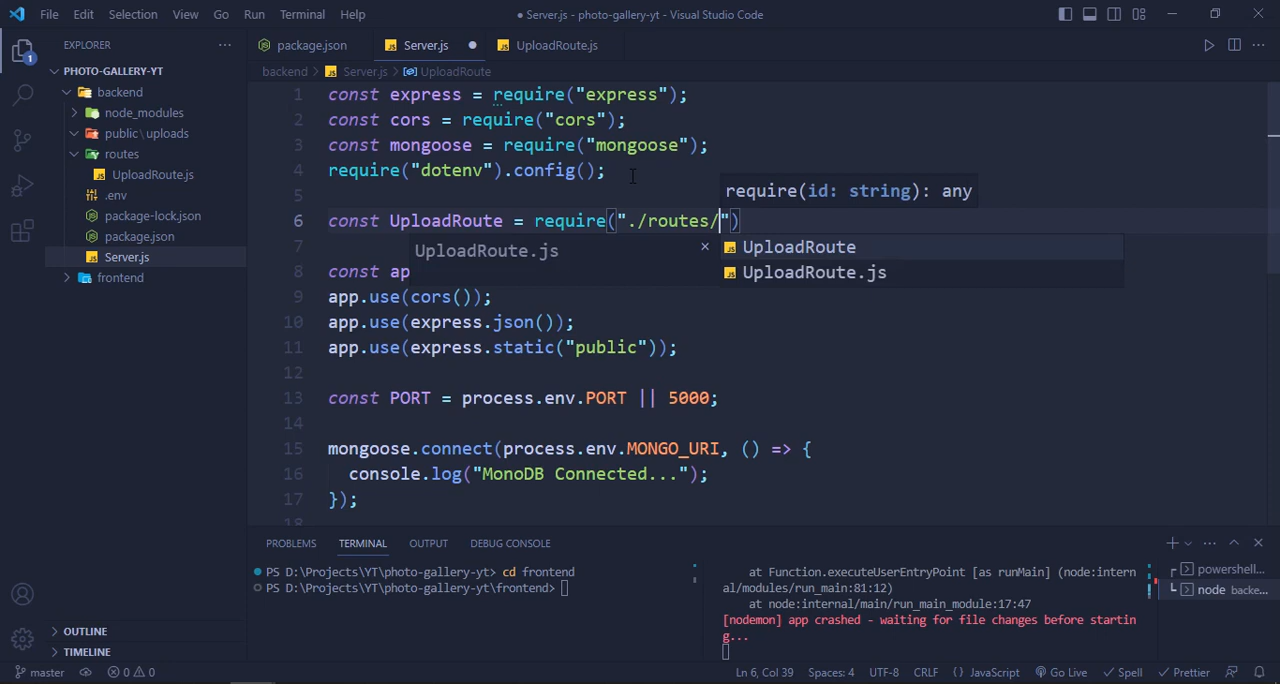 File Edit Selection View Go Run Terminal Help
● Server.js - photo-gallery-yt - Visual Studio Code
EXPLORER
PHOTO-GALLERY-YT
backend
node_modules
public\uploads
routes
UploadRoute.js
.env
package-lock.json
package.json
Server.js
frontend
OUTLINE
TIMELINE
1
package.json Server.js ● UploadRoute.js
backend > Server.js > UploadRoute
1 const express = require("express");
2 const cors = require("cors");
3 const mongoose = require("mongoose");
4 require("dotenv").config();
5
require(id: string): any
6 const UploadRoute = require("./routes/")
7 UploadRoute.js × UploadRoute
UploadRoute.js
8 const ap
9 app.use(cors());
10 app.use(express.json());
11 app.use(express.static("public"));
12
13 const PORT = process.env.PORT || 5000;
14
15 mongoose.connect(process.env.MONGO_URI, () => {
16 console.log("MonoDB Connected...");
17 });
18
PROBLEMS TERMINAL OUTPUT DEBUG CONSOLE
PS D:\Projects\YT\photo-gallery-yt> cd frontend
PS D:\Projects\YT\photo-gallery-yt\frontend>
at Function.executeUserEntryPoint [as runMain] (node:intern
al/modules/run_main:81:12)
at node:internal/main/run_main_module:17:47
[nodemon] app crashed - waiting for file changes before startin
g...
powershell...
node backe...
master
0 0
Ln 6, Col 39 Spaces: 4 UTF-8 CRLF {} JavaScript Go Live Spell Prettier